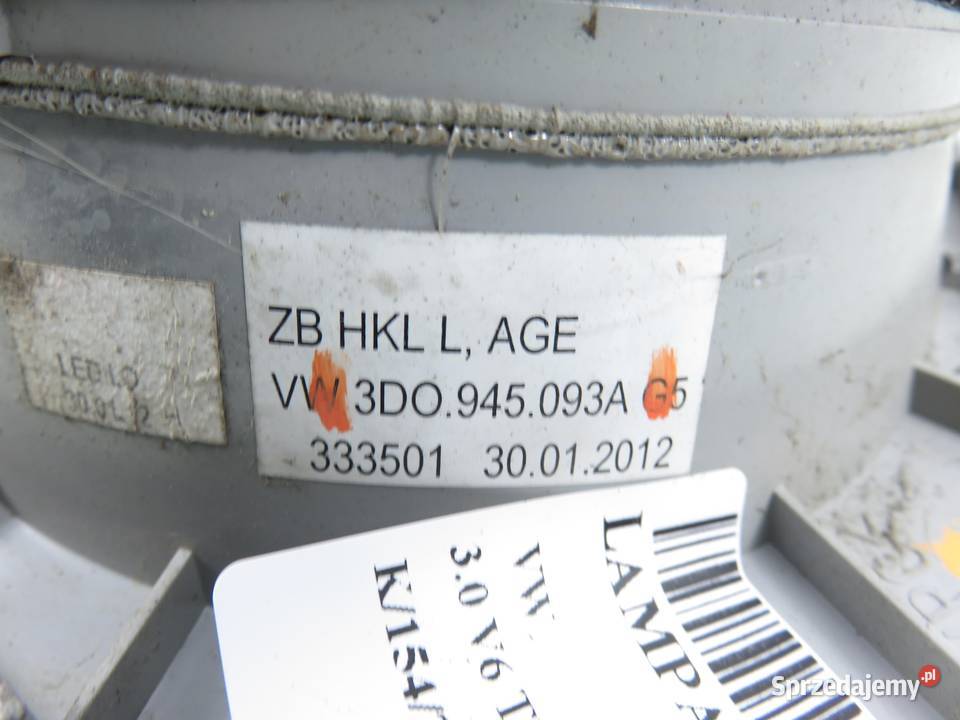 ZB HKL L, AGE
VW 3DO.945.093A G5
333501 30.01.2012
LAMPA
VW
3.0 V6 T
K/154
Sprzedajemy.pl